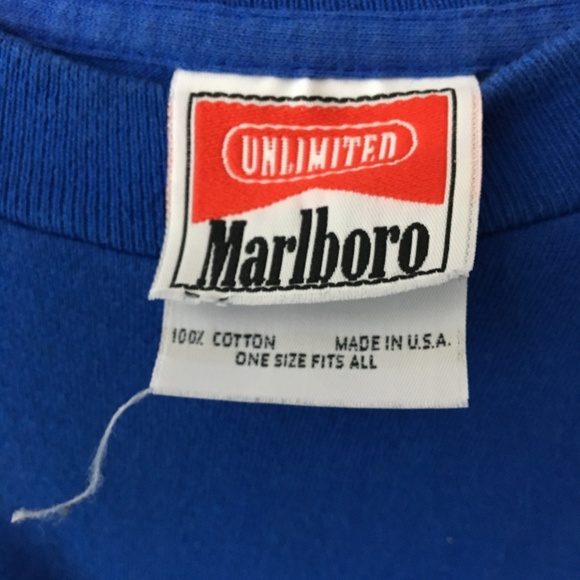 UNLIMITED
Marlboro
100% COTTON MADE IN U.S.A.
ONE SIZE FITS ALL